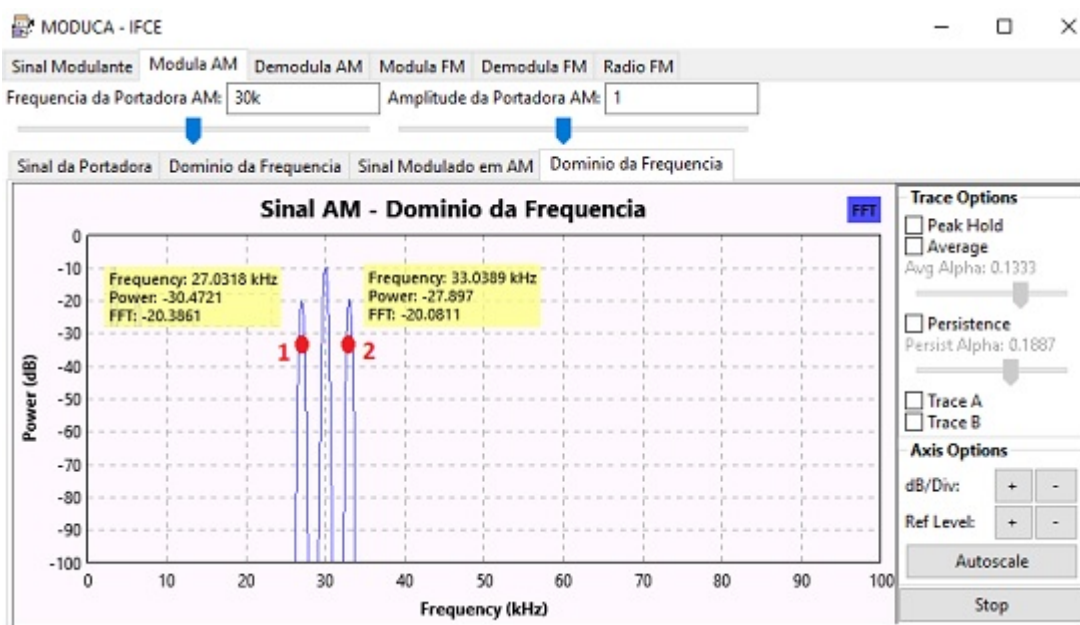 MODUCA - IFCE
Sinal Modulante Modula AM Demodula AM Modula FM Demodula FM Radio FM
Frequencia da Portadora AM: 30k Amplitude da Portadora AM: 1
Sinal da Portadora Dominio da Frequencia Sinal Modulado em AM Dominio da Frequencia
Sinal AM - Dominio da Frequencia
FFT
0
-10
-20
-30
-40
-50
-60
-70
-80
-90
-100
Power (dB)
Frequency: 27.0318 kHz
Power: -30.4721
FFT: -20.3861
Frequency: 33.0389 kHz
Power: -27.897
FFT: -20.0811
1
2
0 10 20 30 40 50 60 70 80 90 100
Frequency (kHz)
Trace Options
Peak Hold
Average
Avg Alpha: 0.1333
Persistence
Persist Alpha: 0.1887
Trace A
Trace B
Axis Options
dB/Div: + -
Ref Level: + -
Autoscale
Stop